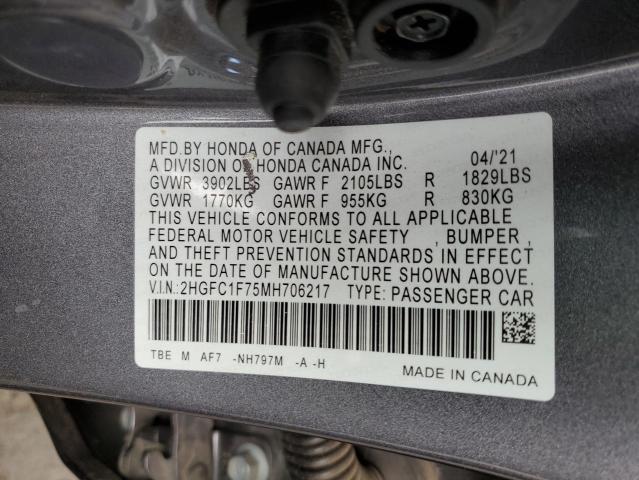 MFD.BY HONDA OF CANADA MFG.,
A DIVISION OF HONDA CANADA INC. 04/'21
GVWR 3902LBS GAWR F 2105LBS R 1829LBS
GVWR 1770KG GAWR F 955KG R 830KG
THIS VEHICLE CONFORMS TO ALL APPLICABLE
FEDERAL MOTOR VEHICLE SAFETY , BUMPER ,
AND THEFT PREVENTION STANDARDS IN EFFECT
ON THE DATE OF MANUFACTURE SHOWN ABOVE.
V.I.N.:2HGFC1F75MH706217 TYPE: PASSENGER CAR
TBE M AF7 -NH797M -A -H
MADE IN CANADA